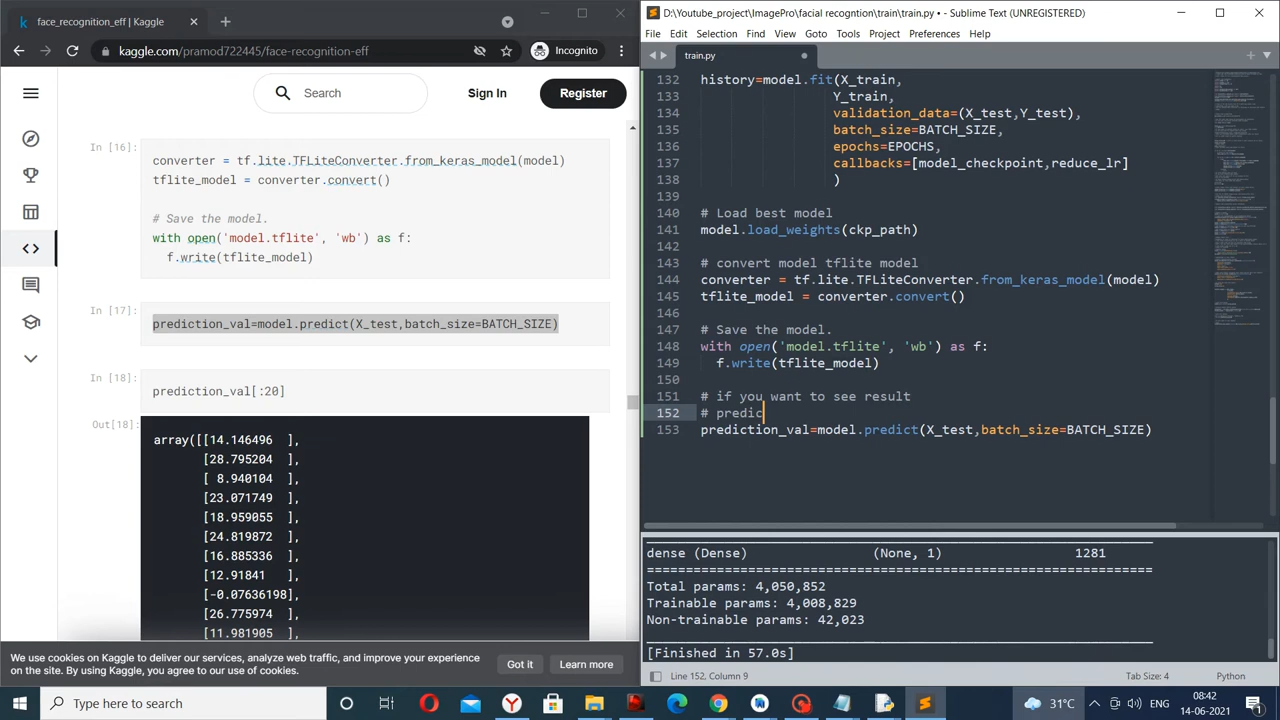 face_recognition_eff | Kaggle
kaggle.com/pramod722445/face-recognition-eff
Incognito
Search
Sign In
Register
In [16]
converter = tf.lite.TFLiteConverter.from_keras_model(model)
tflite_model = converter.convert()
# Save the model.
with open('model.tflite', 'wb') as f:
f.write(tflite_model)
In [17]
prediction_val=model.predict(X_test,batch_size=BATCH_SIZE)
In [18]
prediction_val[:20]
Out[18]
array([[14.146496 ],
[28.795204 ],
[ 8.940104 ],
[23.071749 ],
[18.959055 ],
[24.819872 ],
[16.885336 ],
[12.91841 ],
[-0.07636198],
[26.775974 ],
[11.981905 ],
We use cookies on Kaggle to deliver our services, analyze web traffic, and improve your experience
on the site. By using Kaggle, you agree to our use of cookies.
Got it
Learn more
D:\Youtube_project\ImagePro\facial recogntion\train\train.py • - Sublime Text (UNREGISTERED)
File Edit Selection Find View Goto Tools Project Preferences Help
train.py
132 history=model.fit(X_train,
133 Y_train,
134 validation_data=(X_test,Y_test),
135 batch_size=BATCH_SIZE,
136 epochs=EPOCHS,
137 callbacks=[model_checkpoint,reduce_lr]
138 )
139
140 # Load best model
141 model.load_weights(ckp_path)
142
143 # convert model tflite model
144 converter = tf.lite.TFLiteConverter.from_keras_model(model)
145 tflite_model = converter.convert()
146
147 # Save the model.
148 with open('model.tflite', 'wb') as f:
149 f.write(tflite_model)
150
151 # if you want to see result
152 # predic
153 prediction_val=model.predict(X_test,batch_size=BATCH_SIZE)
dense (Dense) (None, 1) 1281
=================================================================
Total params: 4,050,852
Trainable params: 4,008,829
Non-trainable params: 42,023
[Finished in 57.0s]
Line 152, Column 9
Tab Size: 4
Python
Type here to search
31°C
ENG
08:42
14-06-2021
1